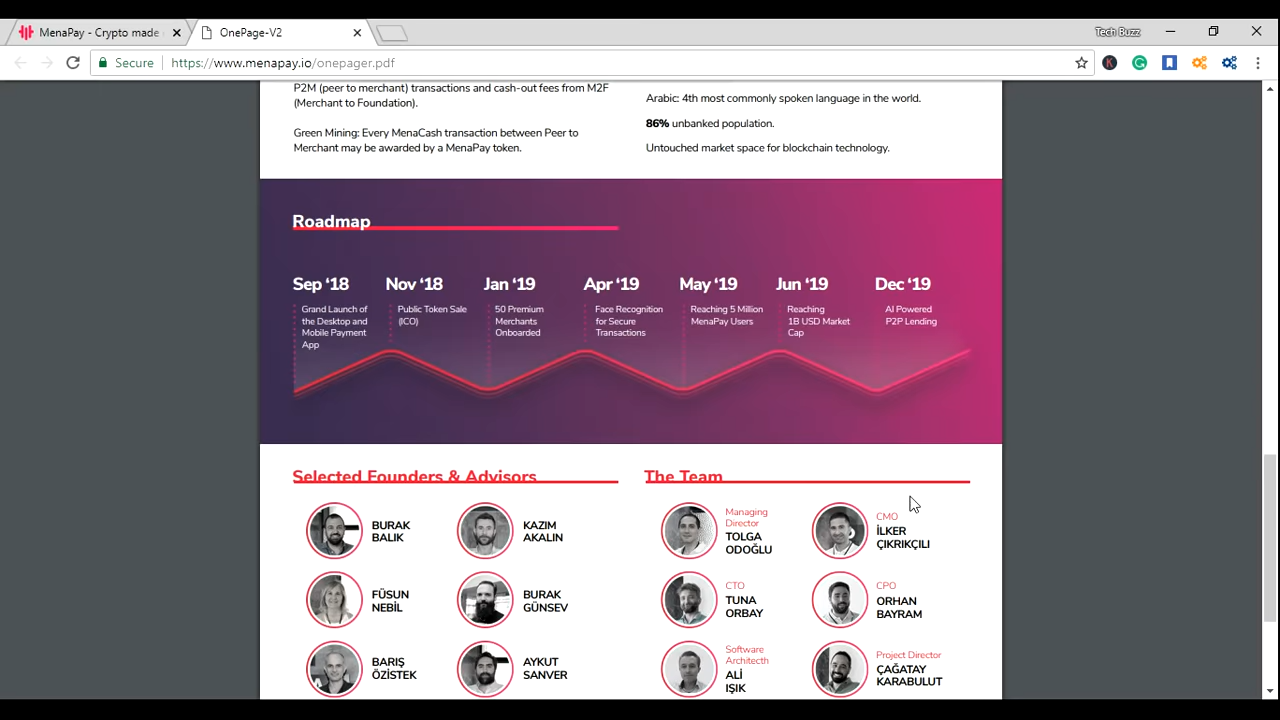 MenaPay - Crypto made
OnePage-V2
Tech Buzz
Secure
https://www.menapay.io/onepager.pdf
P2M (peer to merchant) transactions and cash-out fees from M2F
(Merchant to Foundation).
Green Mining: Every MenaCash transaction between Peer to
Merchant may be awarded by a MenaPay token.
Arabic: 4th most commonly spoken language in the world.
86% unbanked population.
Untouched market space for blockchain technology.
Roadmap
Sep ‘18
Grand Launch of
the Desktop and
Mobile Payment
App
Nov ‘18
Public Token Sale
(ICO)
Jan ‘19
50 Premium
Merchants
Onboarded
Apr ‘19
Face Recognition
for Secure
Transactions
May ‘19
Reaching 5 Million
MenaPay Users
Jun ‘19
Reaching
1B USD Market
Cap
Dec ‘19
AI Powered
P2P Lending
Selected Founders & Advisors
BURAK
BALIK
KAZIM
AKALIN
FÜSUN
NEBİL
BURAK
GÜNSEV
BARIŞ
ÖZİSTEK
AYKUT
SANVER
The Team
Managing
Director
TOLGA
ODOĞLU
CMO
İLKER
ÇIKRIKÇILI
CTO
TUNA
ORBAY
CPO
ORHAN
BAYRAM
Software
Architecth
ALİ
IŞIK
Project Director
ÇAĞATAY
KARABULUT